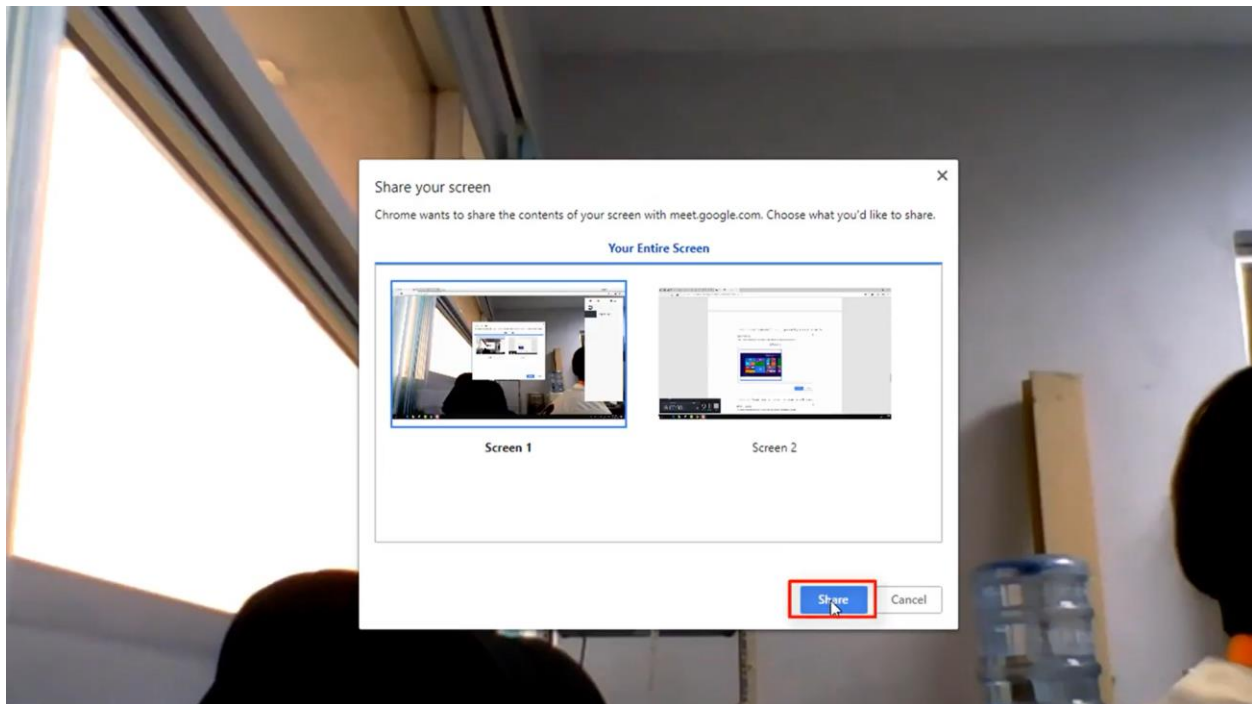 Share your screen
Chrome wants to share the contents of your screen with meet.google.com. Choose what you'd like to share.
Your Entire Screen
Screen 1
Screen 2
Share
Cancel